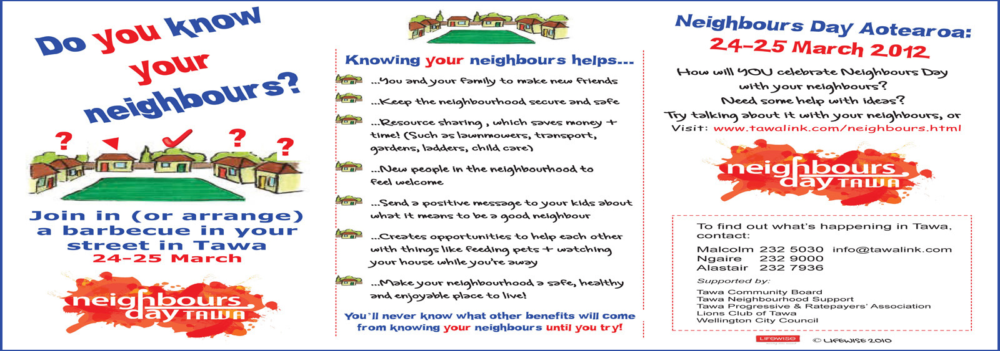 Do you know
your
neighbours?
? ? ?
Join in (or arrange)
a barbecue in your
street in Tawa
24-25 March
neighbours
day TAWA
Knowing your neighbours helps...
...You and your family to make new friends
...Keep the neighbourhood secure and safe
...Resource sharing , which saves money +
time! (Such as lawnmowers, transport,
gardens, ladders, child care)
...New people in the neighbourhood to
feel welcome
...Send a positive message to your kids about
what it means to be a good neighbour
...Creates opportunities to help each other
with things like feeding pets + watching
your house while you're away
...Make your neighbourhood a safe, healthy
and enjoyable place to live!
You'll never know what other benefits will come
from knowing your neighbours until you try!
Neighbours Day Aotearoa:
24-25 March 2012
How will YOU celebrate Neighbours Day
with your neighbours?
Need some help with ideas?
Try talking about it with your neighbours, or
Visit: www.tawalink.com/neighbours.html
neighbours
day TAWA
To find out what's happening in Tawa,
contact:
Malcolm 232 5030 info@tawalink.com
Ngaire 232 9000
Alastair 232 7936
Supported by:
Tawa Community Board
Tawa Neighbourhood Support
Tawa Progressive & Ratepayers' Association
Lions Club of Tawa
Wellington City Council
LIFEWISE © LIFEWISE 2010